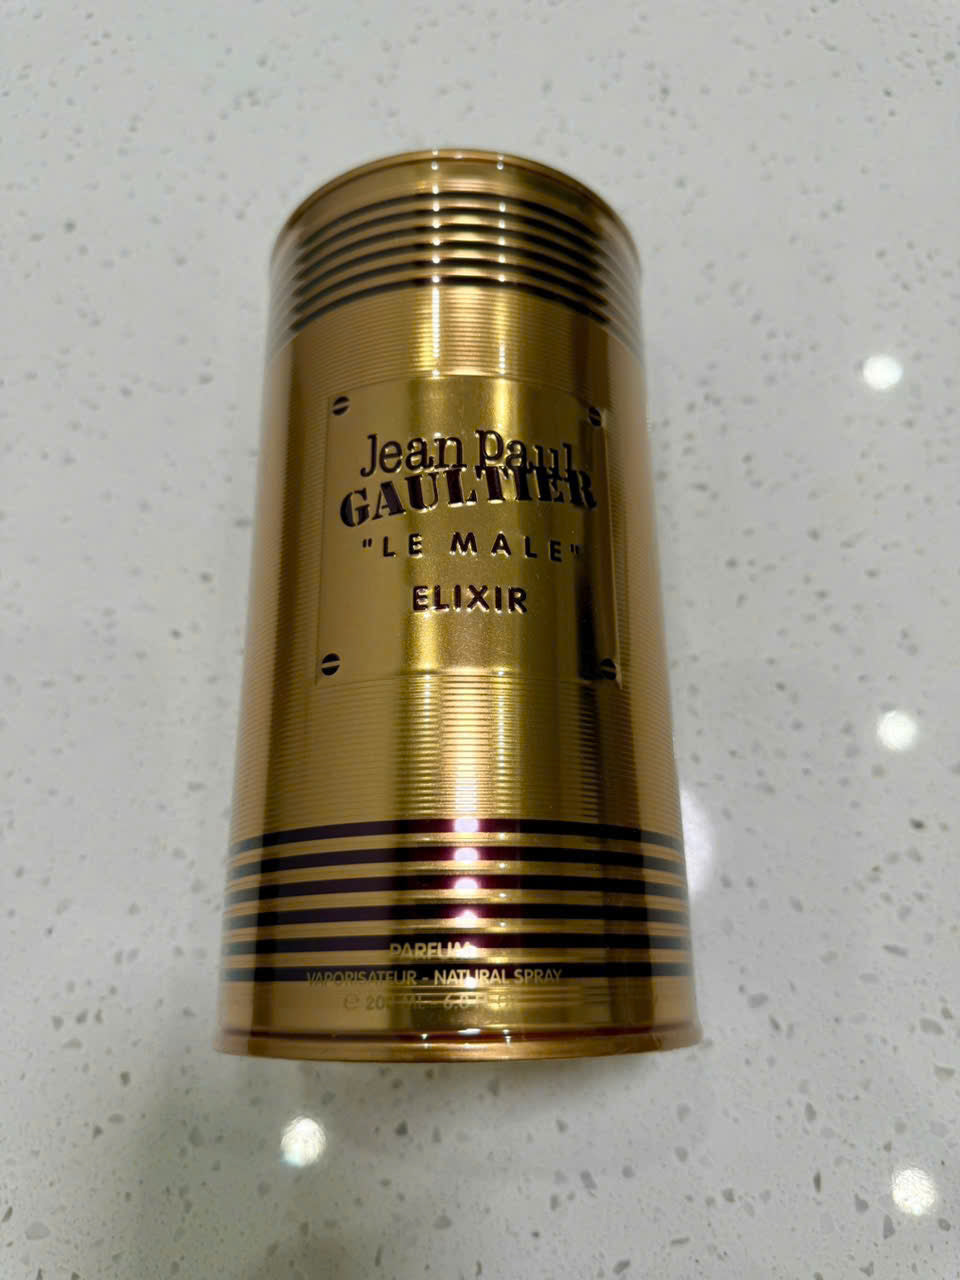 Jean Paul
GAULTIER
"LE MALE"
ELIXIR
PARFUM
VAPORISATEUR - NATURAL SPRAY